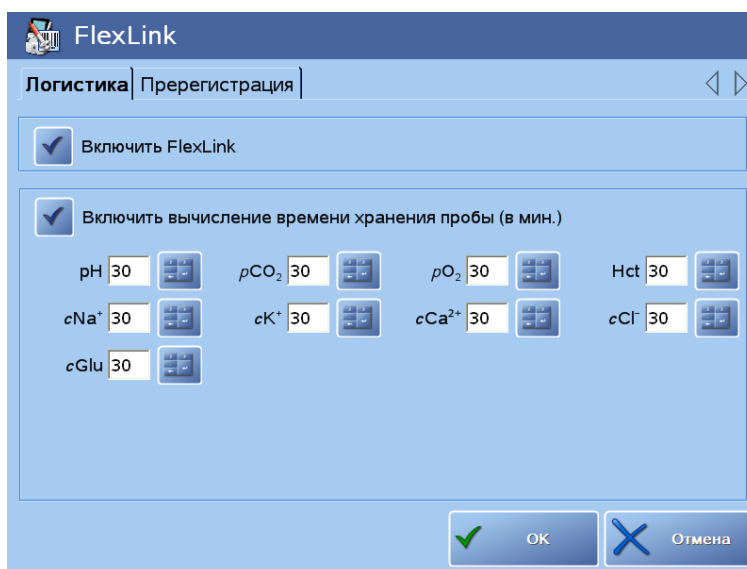 FlexLink
Логистика Пререгистрация
Включить FlexLink
Включить вычисление времени хранения пробы (в мин.)
pH 30 pCO₂ 30 pO₂ 30 Hct 30
cNa⁺ 30 cK⁺ 30 cCa²⁺ 30 cCl⁻ 30
cGlu 30
OK Отмена